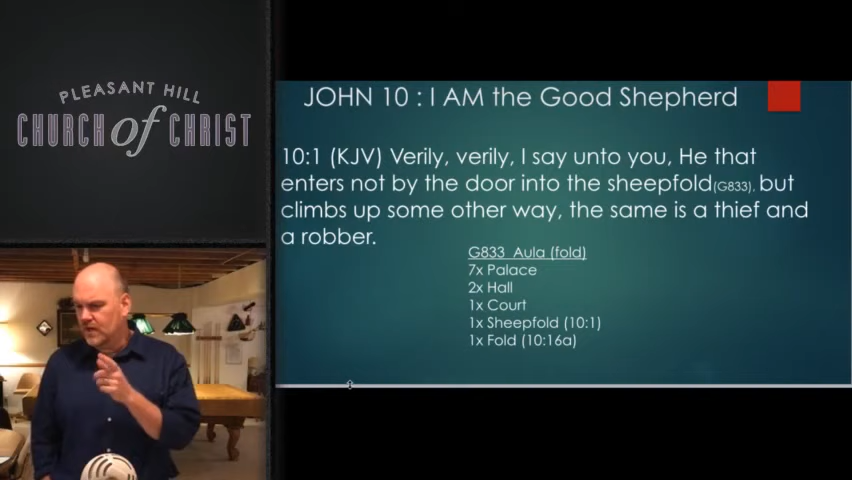 PLEASANT HILL
CHURCH of CHRIST
JOHN 10 : I AM the Good Shepherd
10:1 (KJV) Verily, verily, I say unto you, He that
enters not by the door into the sheepfold(G833), but
climbs up some other way, the same is a thief and
a robber.
G833 Aula (fold)
7x Palace
2x Hall
1x Court
1x Sheepfold (10:1)
1x Fold (10:16a)